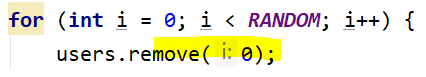 for (int i = 0; i < RANDOM; i++) {
users.remove( i: 0);